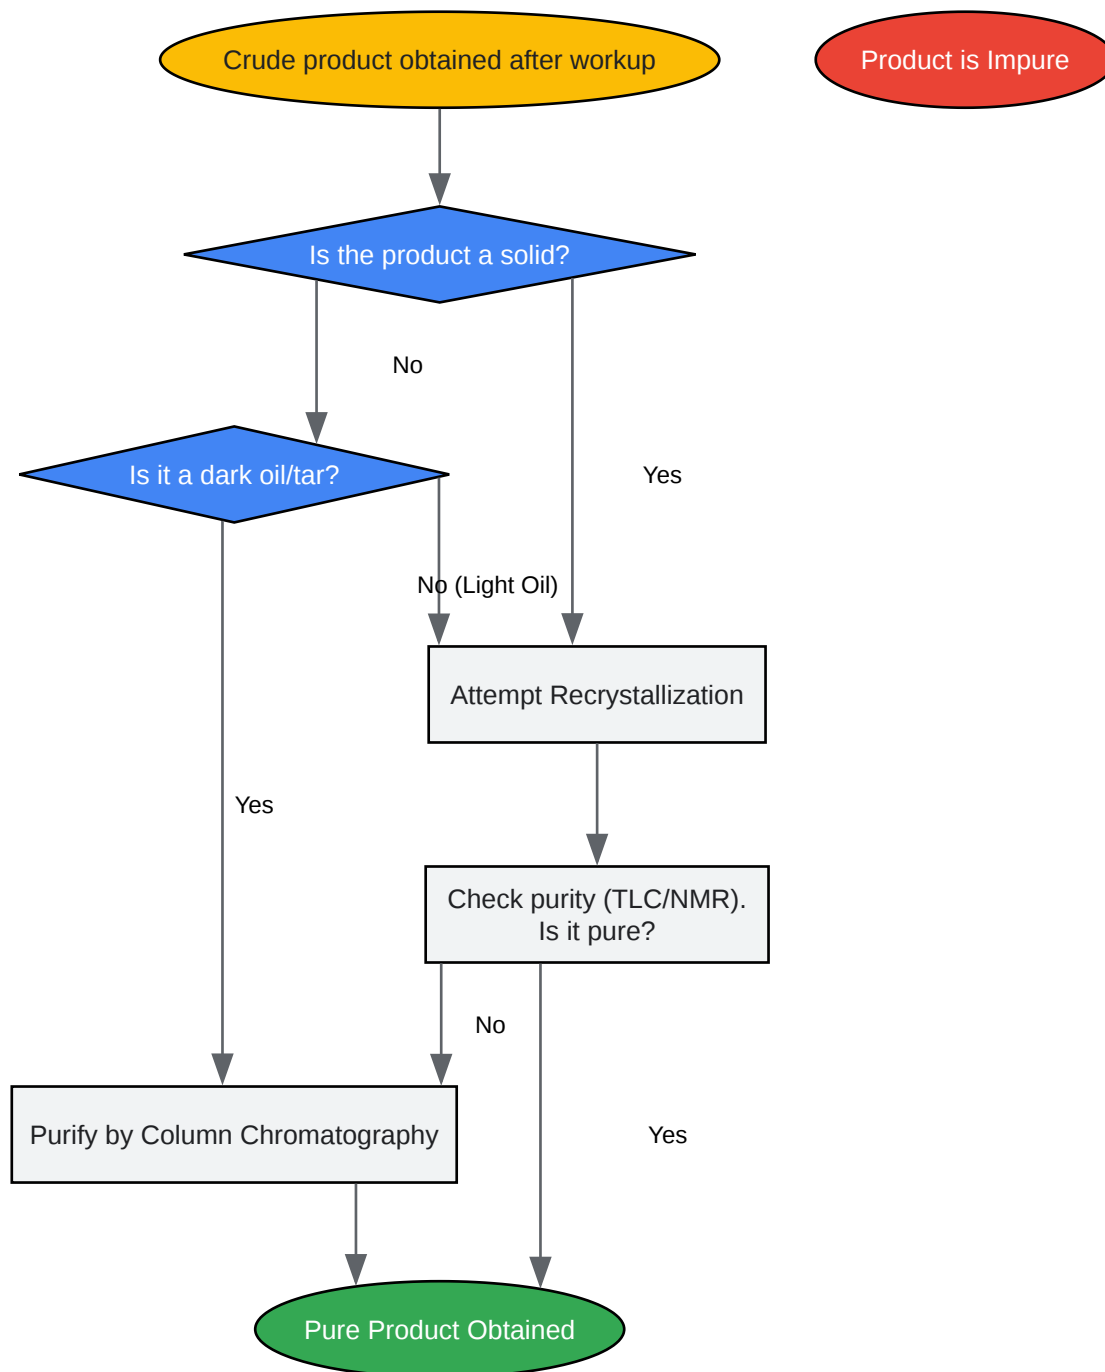 Crude product obtained after workup
Product is Impure
Is the product a solid?
No
Is it a dark oil/tar?
Yes
No (Light Oil)
Attempt Recrystallization
Yes
Check purity (TLC/NMR).
Is it pure?
No
Purify by Column Chromatography
Yes
Pure Product Obtained